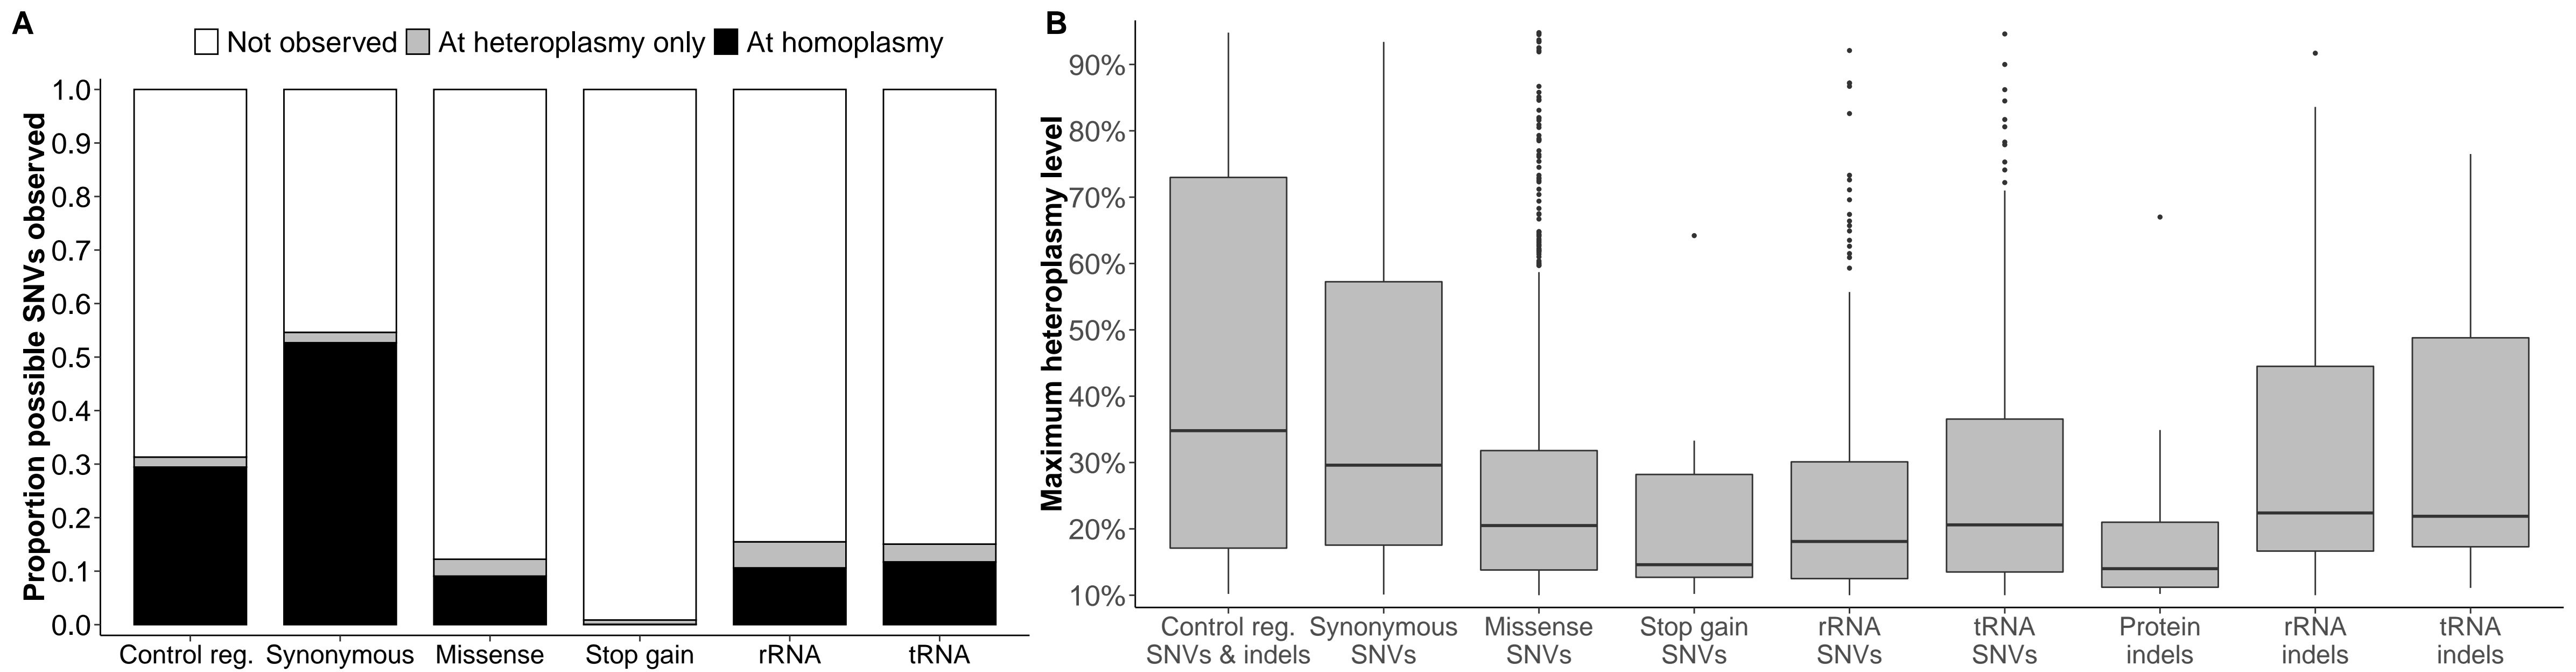 A
Not observed
At heteroplasmy only
At homoplasmy
Proportion possible SNVs observed
1.0
0.9
0.8
0.7
0.6
0.5
0.4
0.3
0.2
0.1
0.0
Control reg.
Synonymous
Missense
Stop gain
rRNA
tRNA
B
Maximum heteroplasmy level
90%
80%
70%
60%
50%
40%
30%
20%
10%
Control reg.
SNVs & indels
Synonymous
SNVs
Missense
SNVs
Stop gain
SNVs
rRNA
SNVs
tRNA
SNVs
Protein
indels
rRNA
indels
tRNA
indels